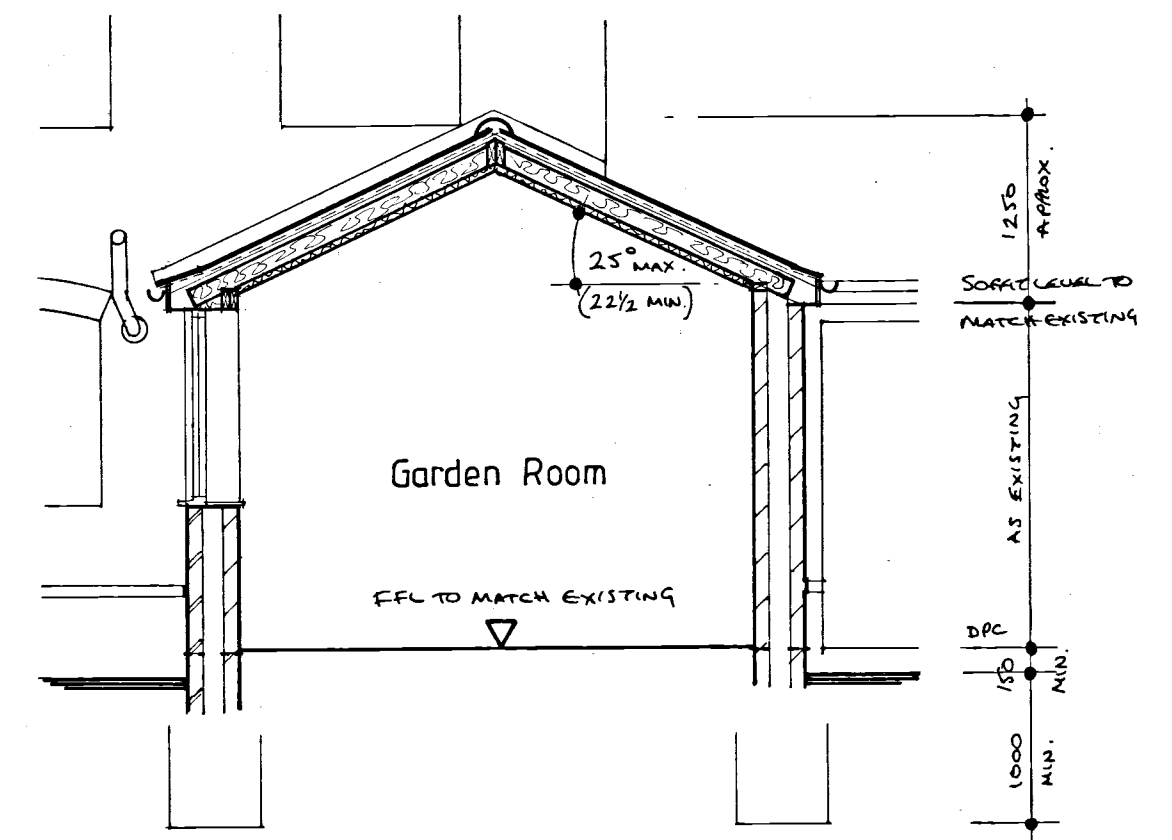 1250
APPROX.
25° MAX.
(22½ MIN.)
SOFFIT LEVEL TO
MATCH EXISTING
AS EXISTING
Garden Room
FFL TO MATCH EXISTING
DPC
150
MIN.
1000
MIN.